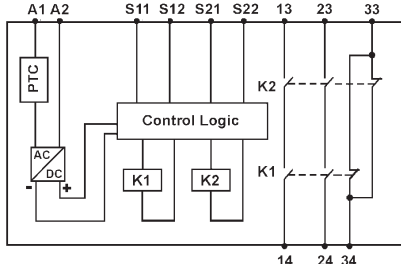 A1 A2 S11 S12 S21 S22 13 23 33
PTC
K2
Control Logic
AC
DC
- +
K1 K2
K1
14 24 34